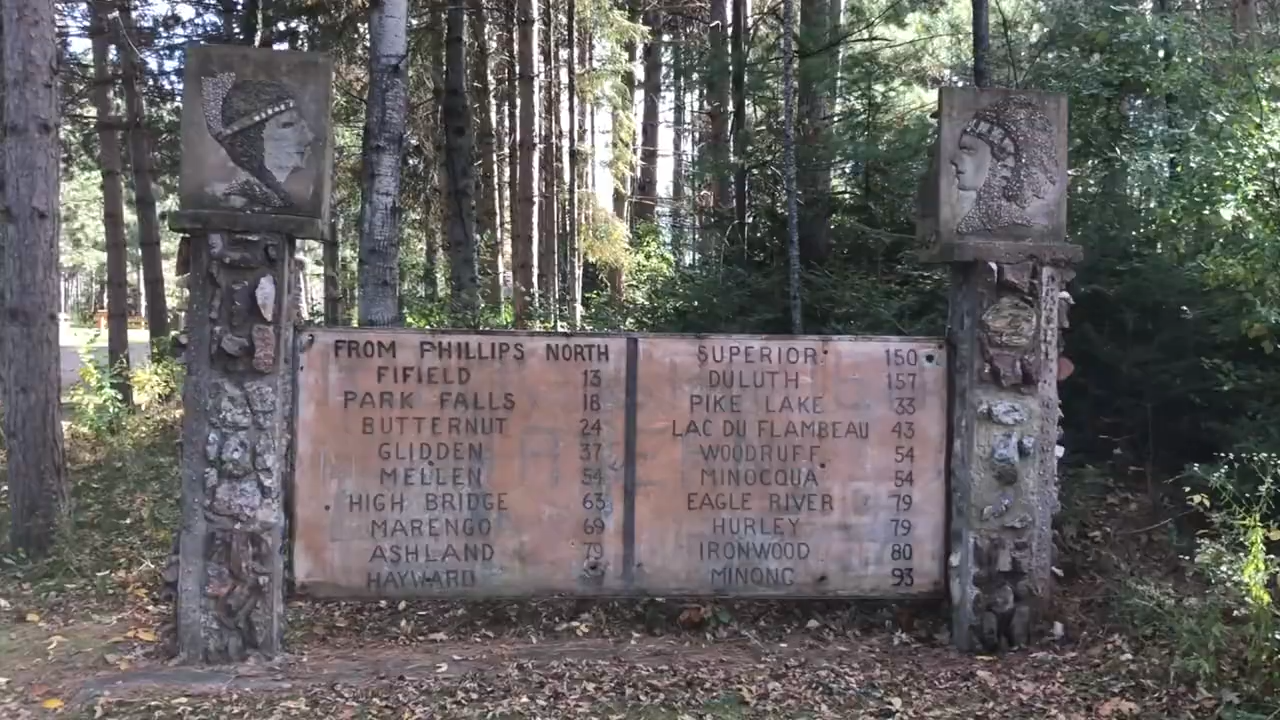 FROM PHILLIPS NORTH
FIFIELD 13
PARK FALLS 18
BUTTERNUT 24
GLIDDEN 37
MELLEN 54
HIGH BRIDGE 63
MARENGO 69
ASHLAND 79
HAYWARD
SUPERIOR 150
DULUTH 157
PIKE LAKE 33
LAC DU FLAMBEAU 43
WOODRUFF 54
MINOCQUA 54
EAGLE RIVER 79
HURLEY 79
IRONWOOD 80
MINONG 93